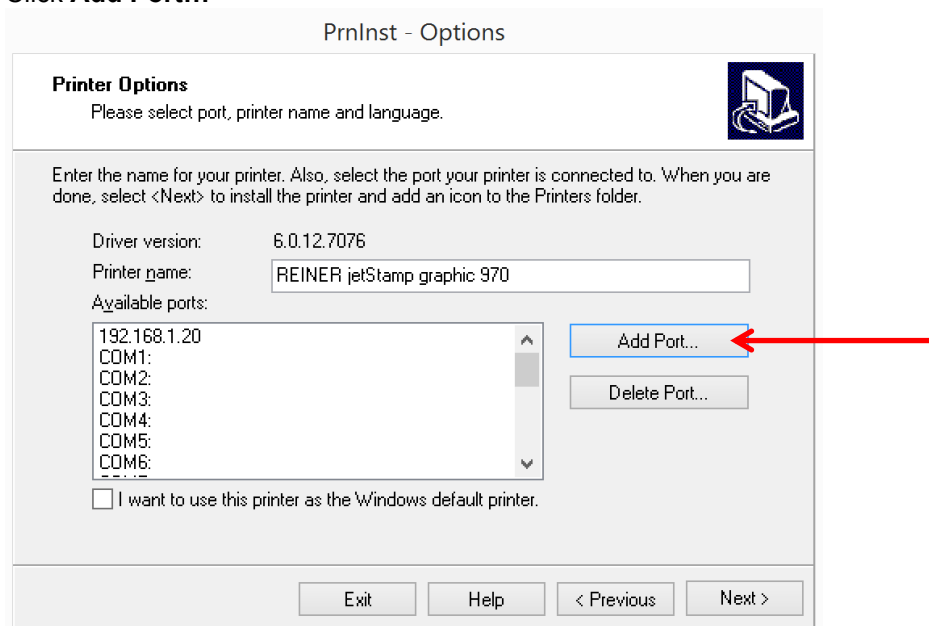 Click Add Port...
PrnInst - Options
Printer Options
Please select port, printer name and language.
Enter the name for your printer. Also, select the port your printer is connected to. When you are
done, select <Next> to install the printer and add an icon to the Printers folder.
Driver version: 6.0.12.7076
Printer name: REINER jetStamp graphic 970
Available ports:
192.168.1.20
COM1:
Add Port...
COM2:
COM3:
Delete Port...
COM4:
COM5:
COM6:
I want to use this printer as the Windows default printer.
Exit Help < Previous Next >